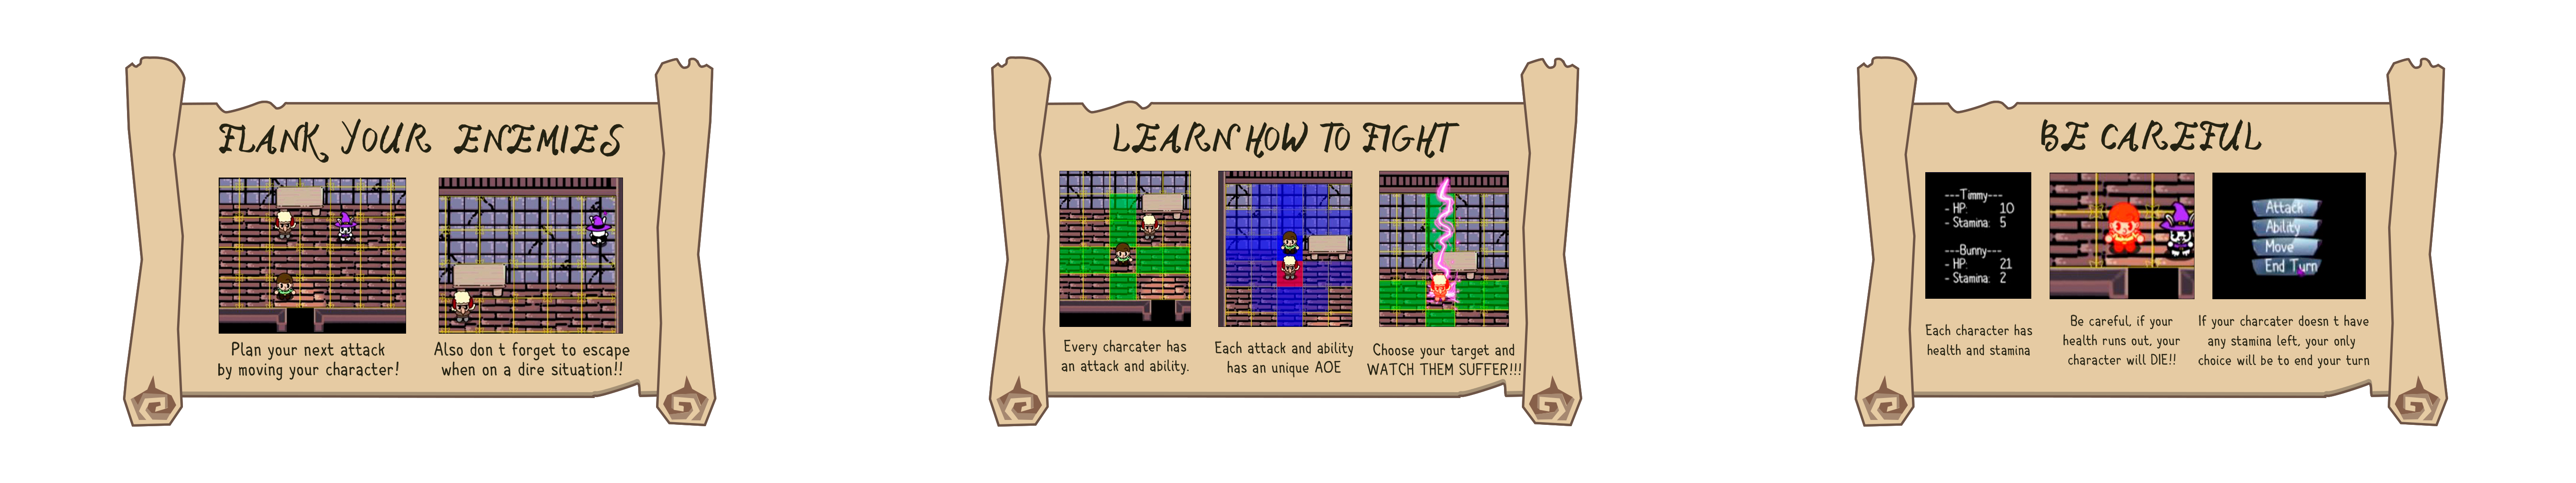 FLANK YOUR ENEMIES
Plan your next attack
by moving your character!
Also don t forget to escape
when on a dire situation!!
LEARN HOW TO FIGHT
Every charcater has
an attack and ability.
Each attack and ability
has an unique AOE
Choose your target and
WATCH THEM SUFFER!!!
BE CAREFUL
---Timmy---
- HP: 10
- Stamina: 5
---Bunny---
- HP: 21
- Stamina: 2
Each character has
health and stamina
Be careful, if your
health runs out, your
character will DIE!!
Attack
Ability
Move
End Turn
If your charcater doesn t have
any stamina left, your only
choice will be to end your turn